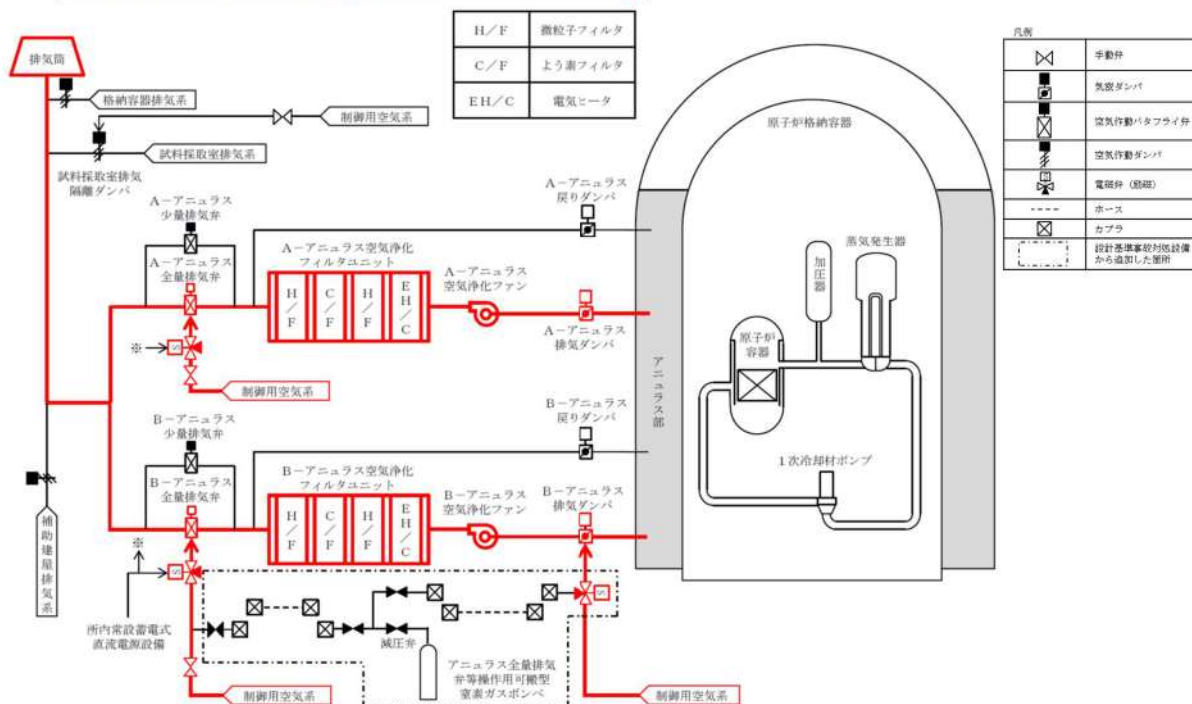 H/F 微粒子フィルタ
C/F よう素フィルタ
EH/C 電気ヒータ
凡例
手動弁
気密ダンパ
空気作動バタフライ弁
空気作動ダンパ
S
電磁弁（励磁）
ホース
カプラ
設計基準事故対処設備
から追加した箇所
排気筒
格納容器排気系
制御用空気系
試料採取室排気系
試料採取室排気
隔離ダンパ
A-アニュラス
少量排気弁
A-アニュラス
全量排気弁
A-アニュラス空気浄化
フィルタユニット
H/F
C/F
H/F
EH/C
A-アニュラス
空気浄化ファン
A-アニュラス
戻りダンパ
A-アニュラス
排気ダンパ
※
S
制御用空気系
原子炉格納容器
アニュラス部
加圧器
蒸気発生器
原子炉
容器
1次冷却材ポンプ
B-アニュラス
少量排気弁
B-アニュラス
全量排気弁
B-アニュラス空気浄化
フィルタユニット
H/F
C/F
H/F
EH/C
B-アニュラス
空気浄化ファン
B-アニュラス
戻りダンパ
B-アニュラス
排気ダンパ
補助建屋排気系
※
S
S
所内常設蓄電式
直流電源設備
減圧弁
アニュラス全量排気
弁等操作用可搬型
窒素ガスボンベ
制御用空気系
制御用空気系